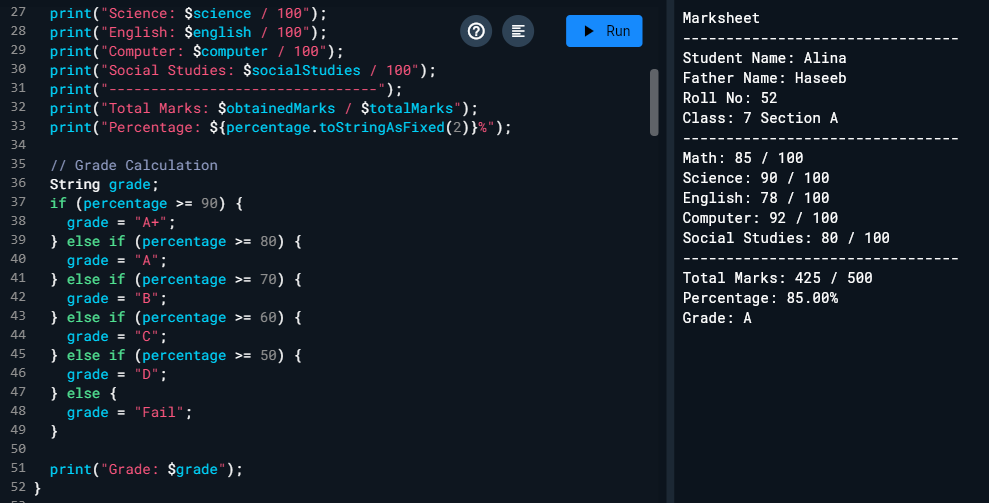 27 print("Science: $science / 100");
28 print("English: $english / 100");
29 print("Computer: $computer / 100");
30 print("Social Studies: $socialStudies / 100");
31 print("--------------------------------");
32 print("Total Marks: $obtainedMarks / $totalMarks");
33 print("Percentage: ${percentage.toStringAsFixed(2)}%");
34
35 // Grade Calculation
36 String grade;
37 if (percentage >= 90) {
38 grade = "A+";
39 } else if (percentage >= 80) {
40 grade = "A";
41 } else if (percentage >= 70) {
42 grade = "B";
43 } else if (percentage >= 60) {
44 grade = "C";
45 } else if (percentage >= 50) {
46 grade = "D";
47 } else {
48 grade = "Fail";
49 }
50
51 print("Grade: $grade");
52 }
Run
Marksheet
--------------------------------
Student Name: Alina
Father Name: Haseeb
Roll No: 52
Class: 7 Section A
--------------------------------
Math: 85 / 100
Science: 90 / 100
English: 78 / 100
Computer: 92 / 100
Social Studies: 80 / 100
--------------------------------
Total Marks: 425 / 500
Percentage: 85.00%
Grade: A